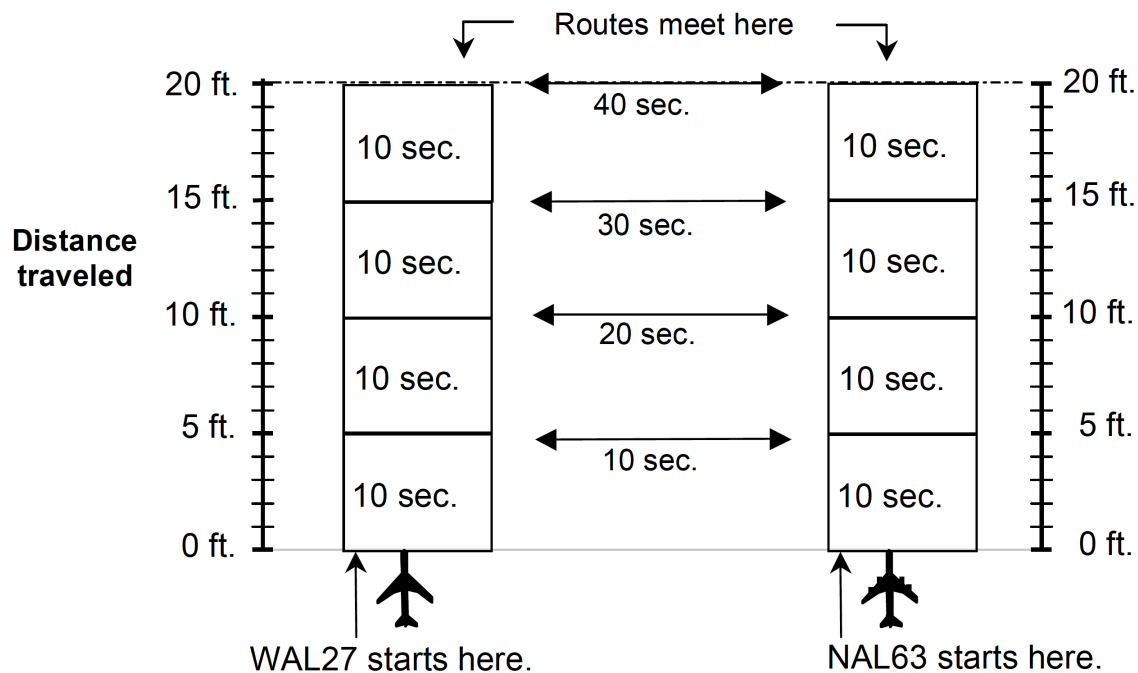 Routes meet here
20 ft.
20 ft.
40 sec.
10 sec.
10 sec.
15 ft.
15 ft.
30 sec.
Distance
traveled
10 sec.
10 sec.
10 ft.
10 ft.
20 sec.
10 sec.
10 sec.
5 ft.
5 ft.
10 sec.
10 sec.
10 sec.
0 ft.
0 ft.
WAL27 starts here.
NAL63 starts here.